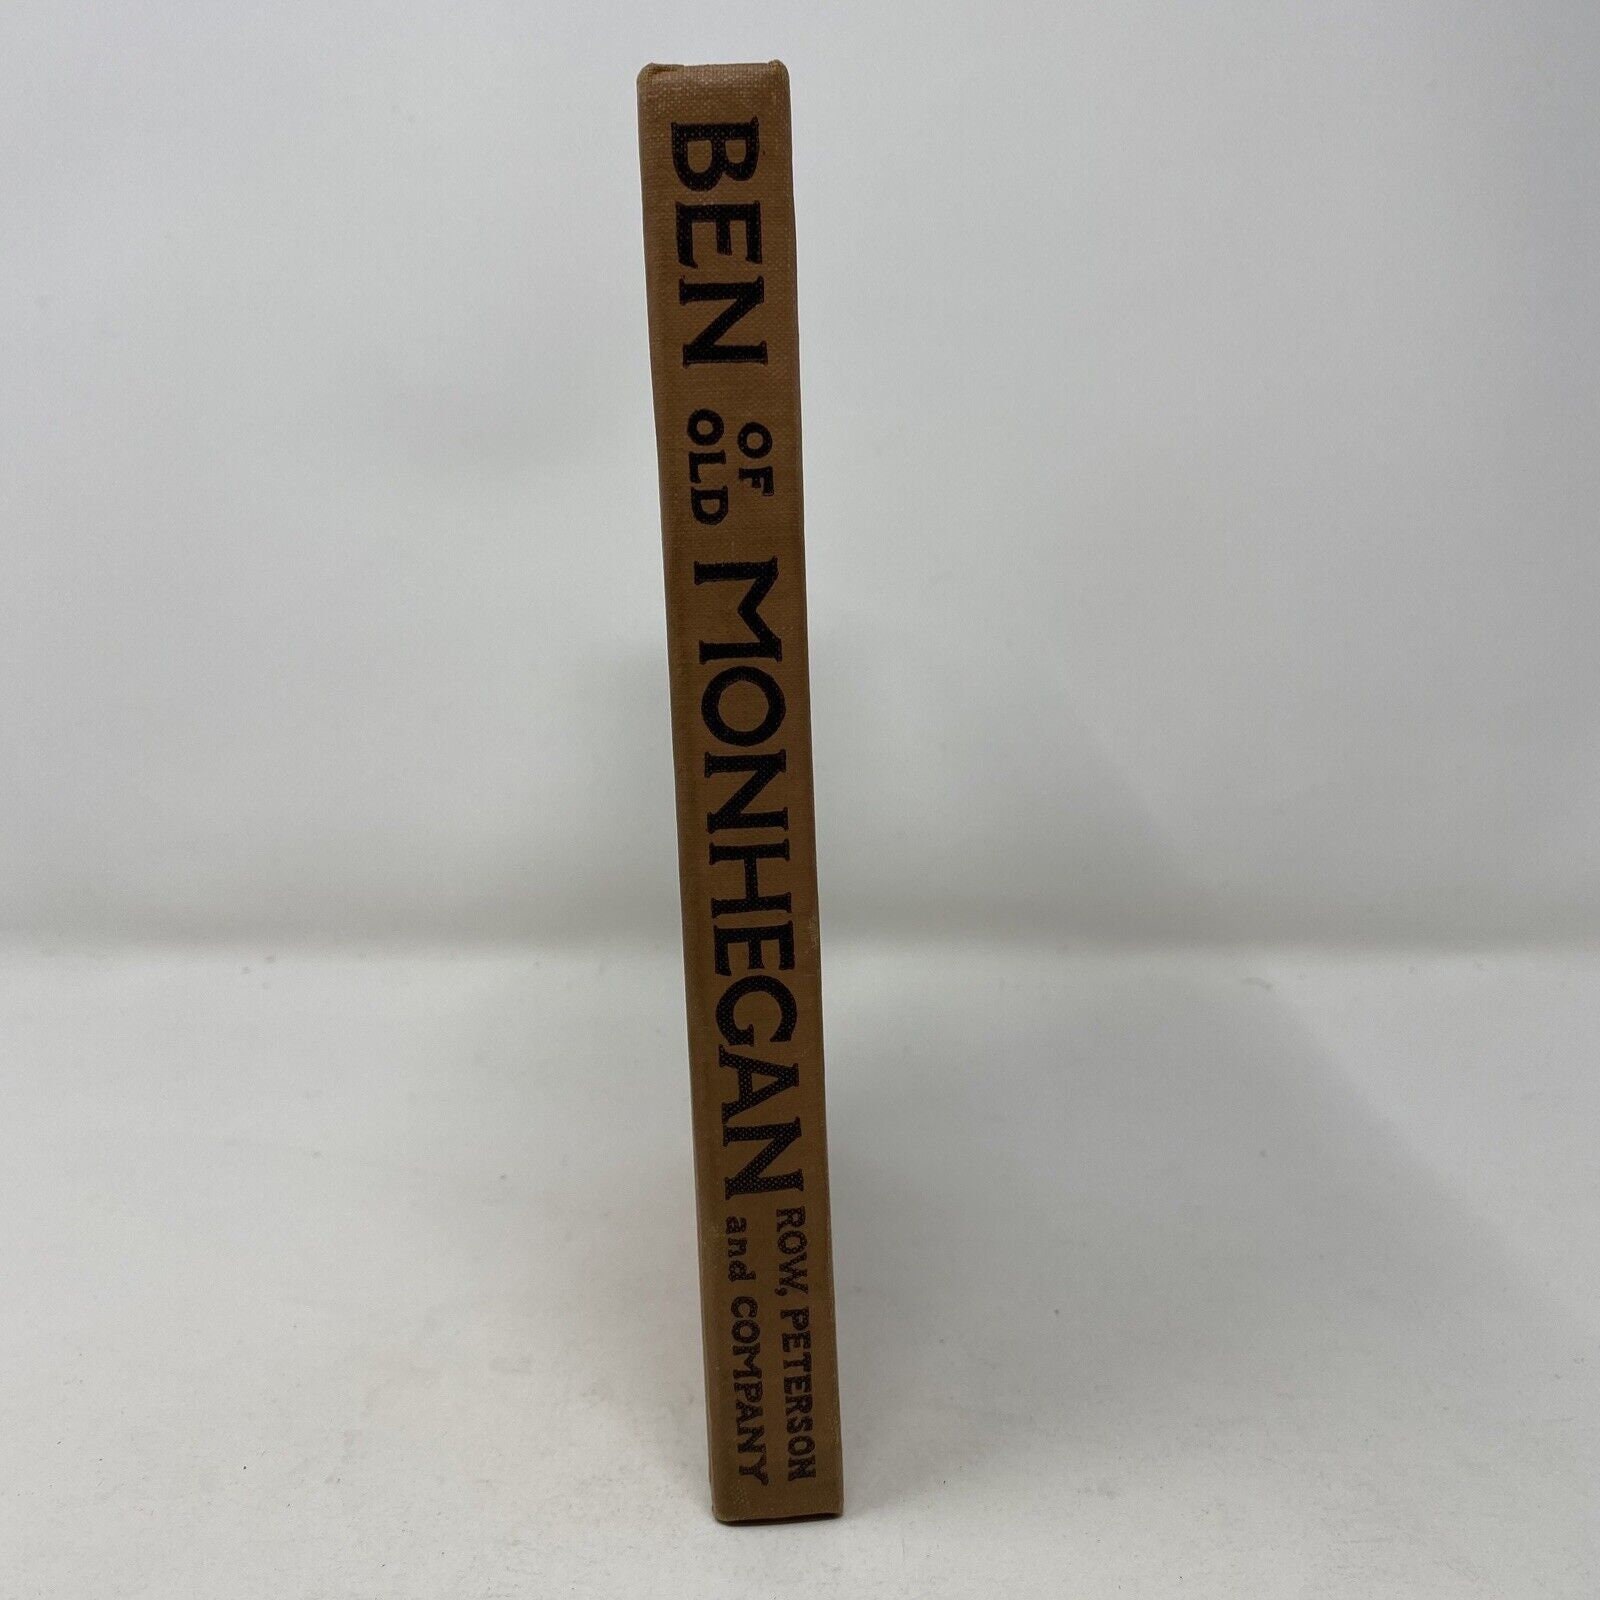 BEN
OF
OLD
MONHEGAN
ROW, PETERSON
and COMPANY